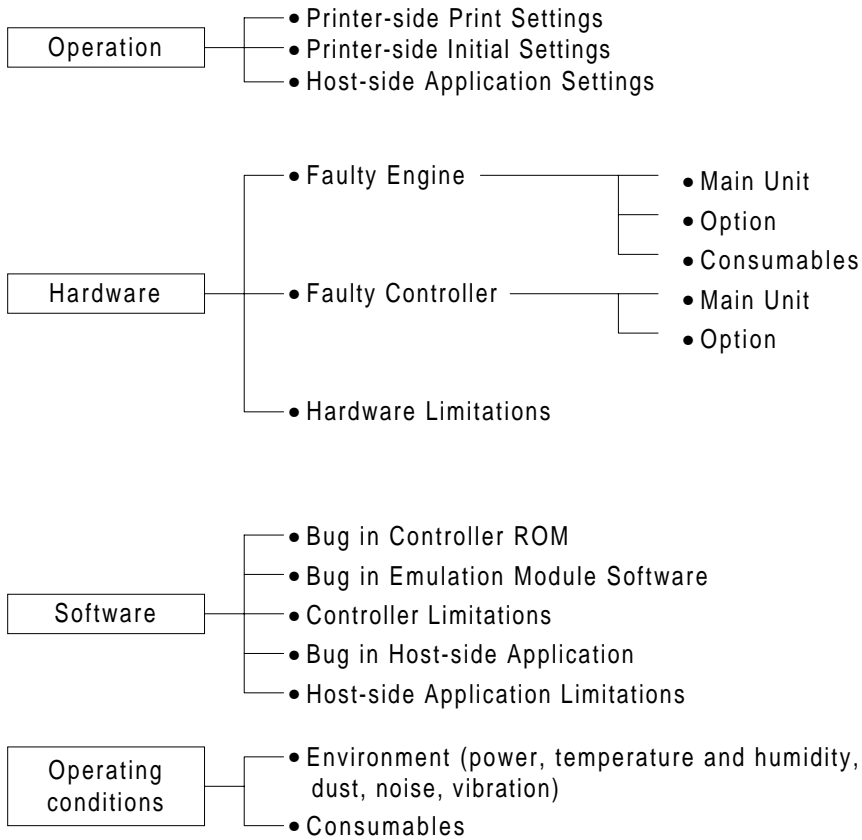 Operation
● Printer-side Print Settings
● Printer-side Initial Settings
● Host-side Application Settings
Hardware
● Faulty Engine
● Main Unit
● Option
● Consumables
● Faulty Controller
● Main Unit
● Option
● Hardware Limitations
Software
● Bug in Controller ROM
● Bug in Emulation Module Software
● Controller Limitations
● Bug in Host-side Application
● Host-side Application Limitations
Operating
conditions
● Environment (power, temperature and humidity,
dust, noise, vibration)
● Consumables